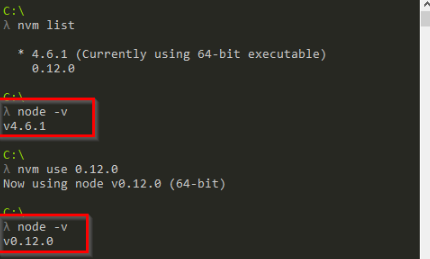 C:\
λ nvm list
* 4.6.1 (Currently using 64-bit executable)
0.12.0
C:\
λ node -v
v4.6.1
C:\
λ nvm use 0.12.0
Now using node v0.12.0 (64-bit)
C:\
λ node -v
v0.12.0